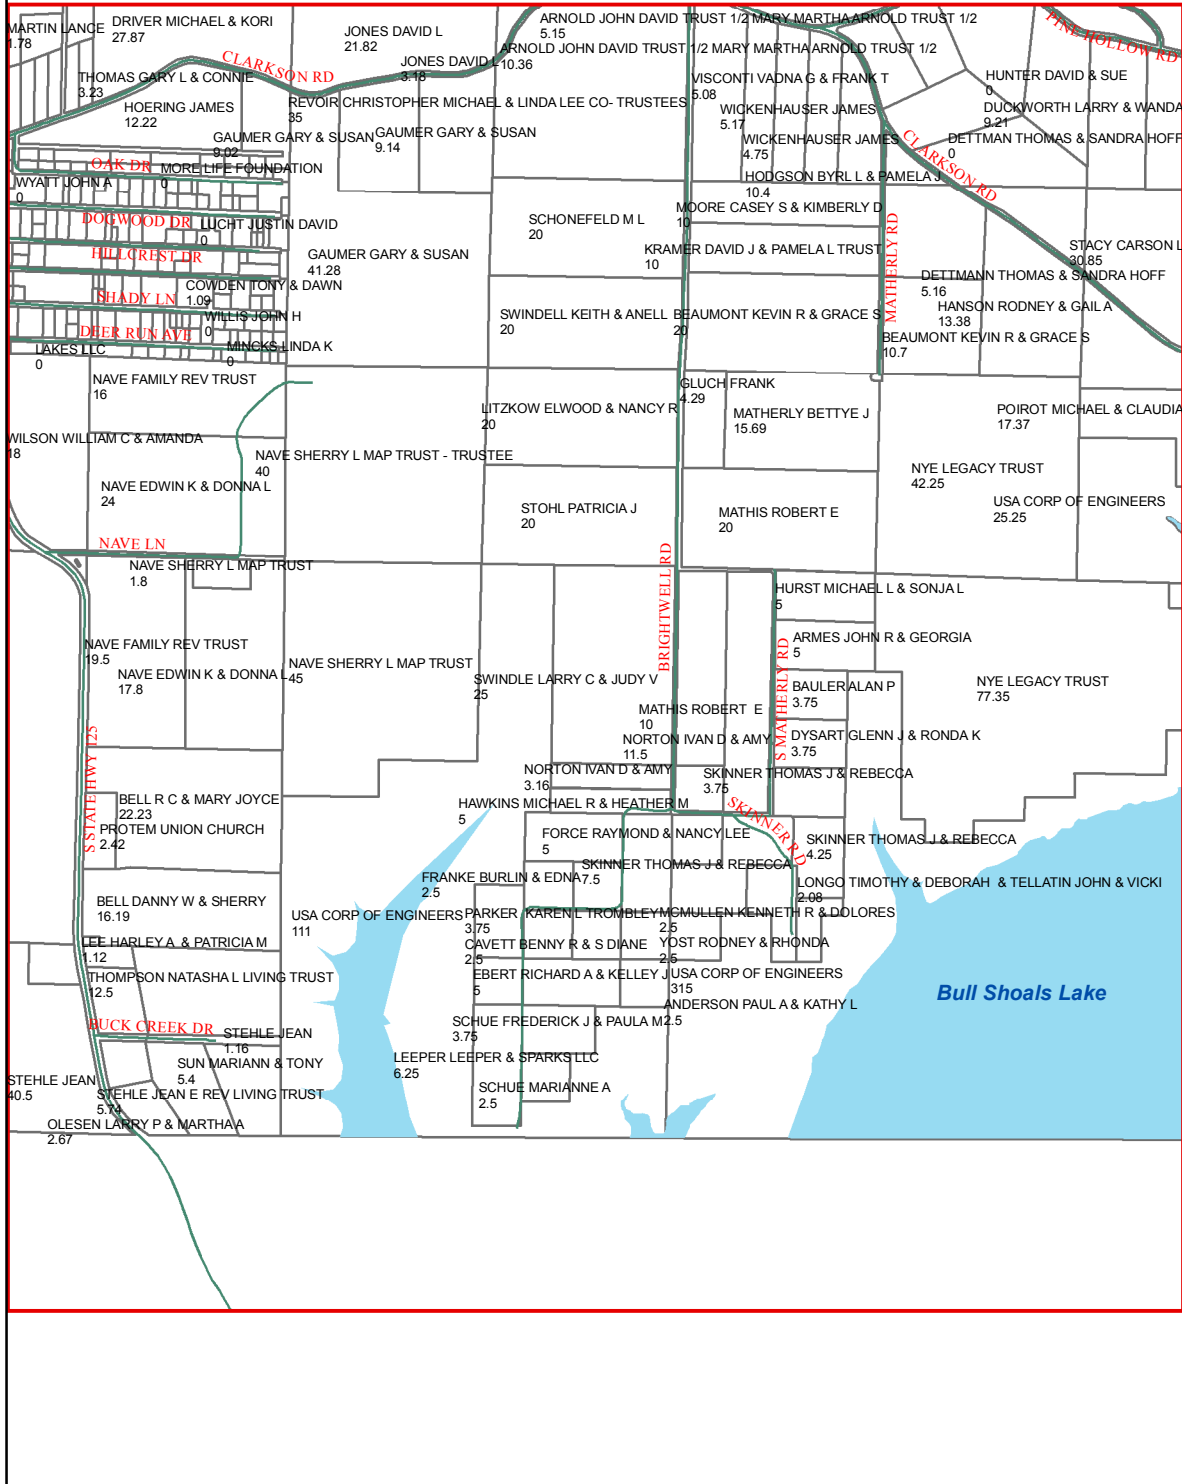 MARTIN LANCE
1.78
DRIVER MICHAEL & KORI
27.87
JONES DAVID L
21.82
ARNOLD JOHN DAVID TRUST 1/2 MARY MARTHA ARNOLD TRUST 1/2
5.15
PINE HOLLOW RD
CLARKSON RD
JONES DAVID L
3.18
ARNOLD JOHN DAVID TRUST 1/2 MARY MARTHA ARNOLD TRUST 1/2
10.36
THOMAS GARY L & CONNIE
3.23
VISCONTI VADNA G & FRANK T
5.08
HUNTER DAVID & SUE
0
HOERING JAMES
12.22
REVOIR CHRISTOPHER MICHAEL & LINDA LEE CO- TRUSTEES
35
WICKENHAUSER JAMES
5.17
DUCKWORTH LARRY & WANDA
9.21
GAUMER GARY & SUSAN
9.02
GAUMER GARY & SUSAN
9.14
WICKENHAUSER JAMES
4.75
CLARKSON RD
DETTMAN THOMAS & SANDRA HOFF
0
OAK DR
MORE LIFE FOUNDATION
0
WYATT JOHN A
0
HODGSON BYRL L & PAMELA J
10.4
DOGWOOD DR
LUCHT JUSTIN DAVID
0
SCHONEFELD M L
20
MOORE CASEY S & KIMBERLY D
10
MATHERLY RD
HILLCREST DR
GAUMER GARY & SUSAN
41.28
KRAMER DAVID J & PAMELA L TRUST
10
STACY CARSON L
30.85
COWDEN TONY & DAWN
1.09
DETTMANN THOMAS & SANDRA HOFF
5.16
SHADY LN
WILLIS JOHN H
0
SWINDELL KEITH & ANELL
20
BEAUMONT KEVIN R & GRACE S
20
HANSON RODNEY & GAIL A
13.38
DEER RUN AVE
MINCKS LINDA K
0
BEAUMONT KEVIN R & GRACE S
10.7
LAKES LLC
0
NAVE FAMILY REV TRUST
16
GLUCH FRANK
4.29
LITZKOW ELWOOD & NANCY R
20
MATHERLY BETTYE J
15.69
POIROT MICHAEL & CLAUDIA
17.37
WILSON WILLIAM C & AMANDA
18
NAVE SHERRY L MAP TRUST - TRUSTEE
40
NYE LEGACY TRUST
42.25
NAVE EDWIN K & DONNA L
24
STOHL PATRICIA J
20
MATHIS ROBERT E
20
USA CORP OF ENGINEERS
25.25
NAVE LN
NAVE SHERRY L MAP TRUST
1.8
BRIGHTWELL RD
HURST MICHAEL L & SONJA L
5
NAVE FAMILY REV TRUST
19.5
ARMES JOHN R & GEORGIA
5
S MATHERLY RD
NAVE EDWIN K & DONNA L
17.8
NAVE SHERRY L MAP TRUST
45
SWINDLE LARRY C & JUDY V
25
BAULER ALAN P
3.75
NYE LEGACY TRUST
77.35
MATHIS ROBERT E
10
S STATE HWY 125
NORTON IVAN D & AMY
11.5
DYSART GLENN J & RONDA K
3.75
NORTON IVAN D & AMY
3.16
SKINNER THOMAS J & REBECCA
3.75
BELL R C & MARY JOYCE
22.23
HAWKINS MICHAEL R & HEATHER M
5
SKINNER RD
PROTEM UNION CHURCH
2.42
FORCE RAYMOND & NANCY LEE
5
SKINNER THOMAS J & REBECCA
4.25
SKINNER THOMAS J & REBECCA
7.5
FRANKE BURLIN & EDNA
2.5
LONGO TIMOTHY & DEBORAH & TELLATIN JOHN & VICKI
2.08
BELL DANNY W & SHERRY
16.19
USA CORP OF ENGINEERS
111
PARKER KAREN L TROMBLEY
3.75
MCMULLEN KENNETH R & DOLORES
2.5
LEE HARLEY A & PATRICIA M
1.12
CAVETT BENNY R & S DIANE
2.5
YOST RODNEY & RHONDA
2.5
THOMPSON NATASHA L LIVING TRUST
12.5
EBERT RICHARD A & KELLEY J
5
USA CORP OF ENGINEERS
315
Bull Shoals Lake
ANDERSON PAUL A & KATHY L
2.5
BUCK CREEK DR
STEHLE JEAN
1.16
SCHUE FREDERICK J & PAULA M
3.75
SUN MARIANN & TONY
5.4
LEEPER LEEPER & SPARKS LLC
6.25
STEHLE JEAN
40.5
STEHLE JEAN E REV LIVING TRUST
5.74
SCHUE MARIANNE A
2.5
OLESEN LARRY P & MARTHA A
2.67